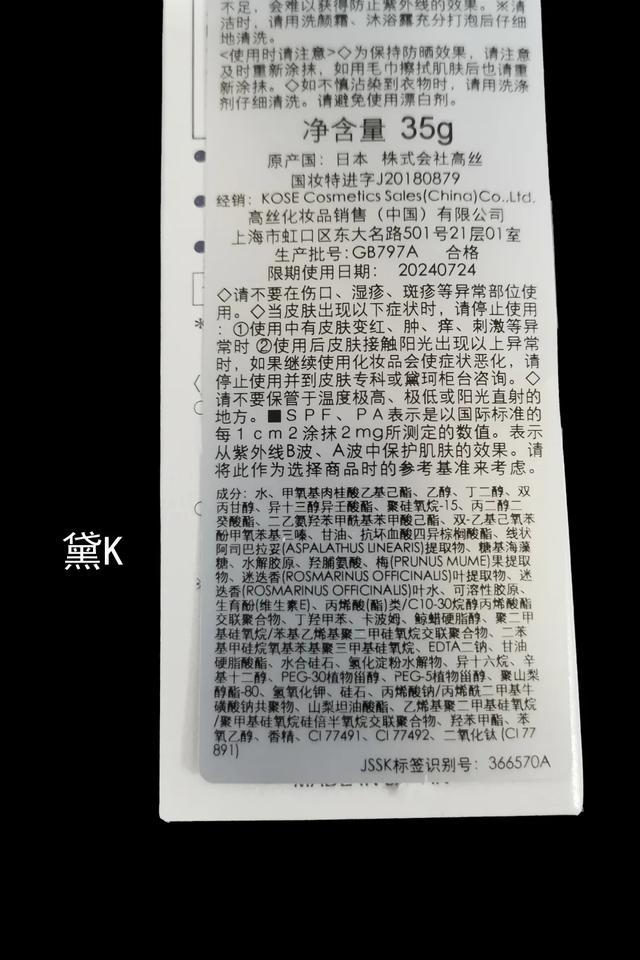 不足，会难以获得防止紫外线的效果。※清
洁时，请用洗颜霜、沐浴露充分打泡后仔细
地清洗。
<使用时请注意>◇为保持防晒效果，请注意
及时重新涂抹，如用毛巾擦拭肌肤后也请重
新涂抹。◇如不慎沾染到衣物时，请用洗涤
剂仔细清洗。请避免使用漂白剂。
净含量 35g
原产国：日本 株式会社高丝
国妆特进字J20180879
经销：KOSE Cosmetics Sales(China)Co.,Ltd.
高丝化妆品销售（中国）有限公司
上海市虹口区东大名路501号21层01室
生产批号：GB797A 合格
限期使用日期： 20240724
◇请不要在伤口、湿疹、斑疹等异常部位使
用。◇当皮肤出现以下症状时，请停止使用
：①使用中有皮肤变红、肿、痒、刺激等异
常时 ②使用后皮肤接触阳光出现以上异常
时，如果继续使用化妆品会使症状恶化，请
停止使用并到皮肤专科或黛珂柜台咨询。◇
请不要保管于温度极高、极低或阳光直射的
地方。■ＳＰＦ、ＰＡ表示是以国际标准的
每１ｃｍ２涂抹２mg所测定的数值。表示
从紫外线B波、A波中保护肌肤的效果。请
将此作为选择商品时的参考基准来考虑。
成分：水、甲氧基肉桂酸乙基己酯、乙醇、丁二醇、双
丙甘醇、异十三醇异壬酸酯、聚硅氧烷-15、丙二醇二
癸酸酯、二乙氨羟苯甲酰基苯甲酸己酯、双-乙基己氧苯
酚甲氧苯基三嗪、甘油、抗坏血酸四异棕榈酸酯、线状
阿司巴拉妥(ASPALATHUS LINEARIS)提取物、糖基海藻
糖、水解胶原、羟脯氨酸、梅(PRUNUS MUME)果提取
物、迷迭香(ROSMARINUS OFFICINALIS)叶提取物、迷
迭香(ROSMARINUS OFFICINALIS)叶水、可溶性胶原、
生育酚(维生素E)、丙烯酸(酯)类/C10-30烷醇丙烯酸酯
交联聚合物、丁羟甲苯、卡波姆、鲸蜡硬脂醇、聚二甲
基硅氧烷/苯基乙烯基聚二甲硅氧烷交联聚合物、二苯
基甲硅烷氧基苯基聚三甲基硅氧烷、EDTA二钠、甘油
硬脂酸酯、水合硅石、氢化淀粉水解物、异十六烷、辛
基十二醇、PEG-30植物甾醇、PEG-5植物甾醇、聚山梨
醇酯-80、氢氧化钾、硅石、丙烯酸钠/丙烯酰二甲基牛
磺酸钠共聚物、山梨坦油酸酯、乙烯基聚二甲基硅氧烷
/聚甲基硅氧烷硅倍半氧烷交联聚合物、羟苯甲酯、苯
氧乙醇、香精、CI 77491、CI 77492、二氧化钛 (CI 77
891)
JSSK标签识别号：366570A
黛K